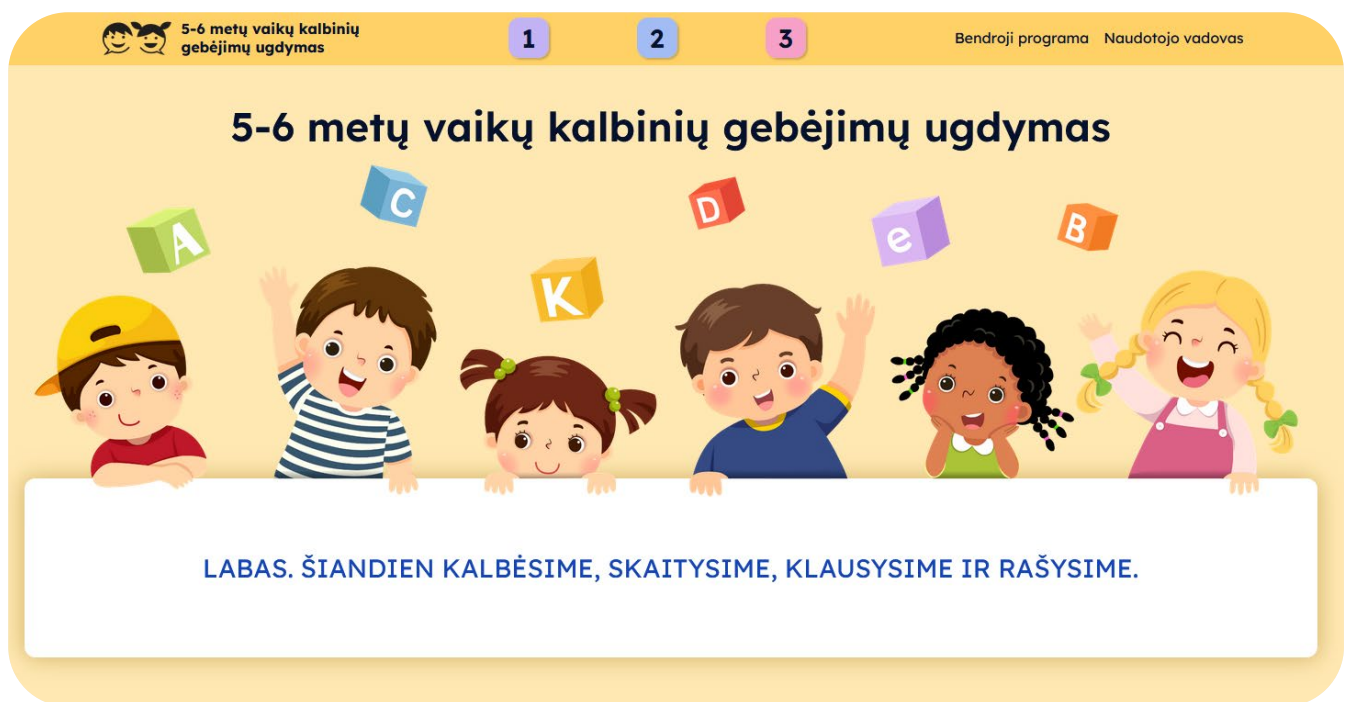 5-6 metų vaikų kalbinių
gebėjimų ugdymas
1 2 3
Bendroji programa Naudotojo vadovas
5-6 metų vaikų kalbinių gebėjimų ugdymas
A C K D e B
LABAS. ŠIANDIEN KALBĖSIME, SKAITYSIME, KLAUSYSIME IR RAŠYSIME.